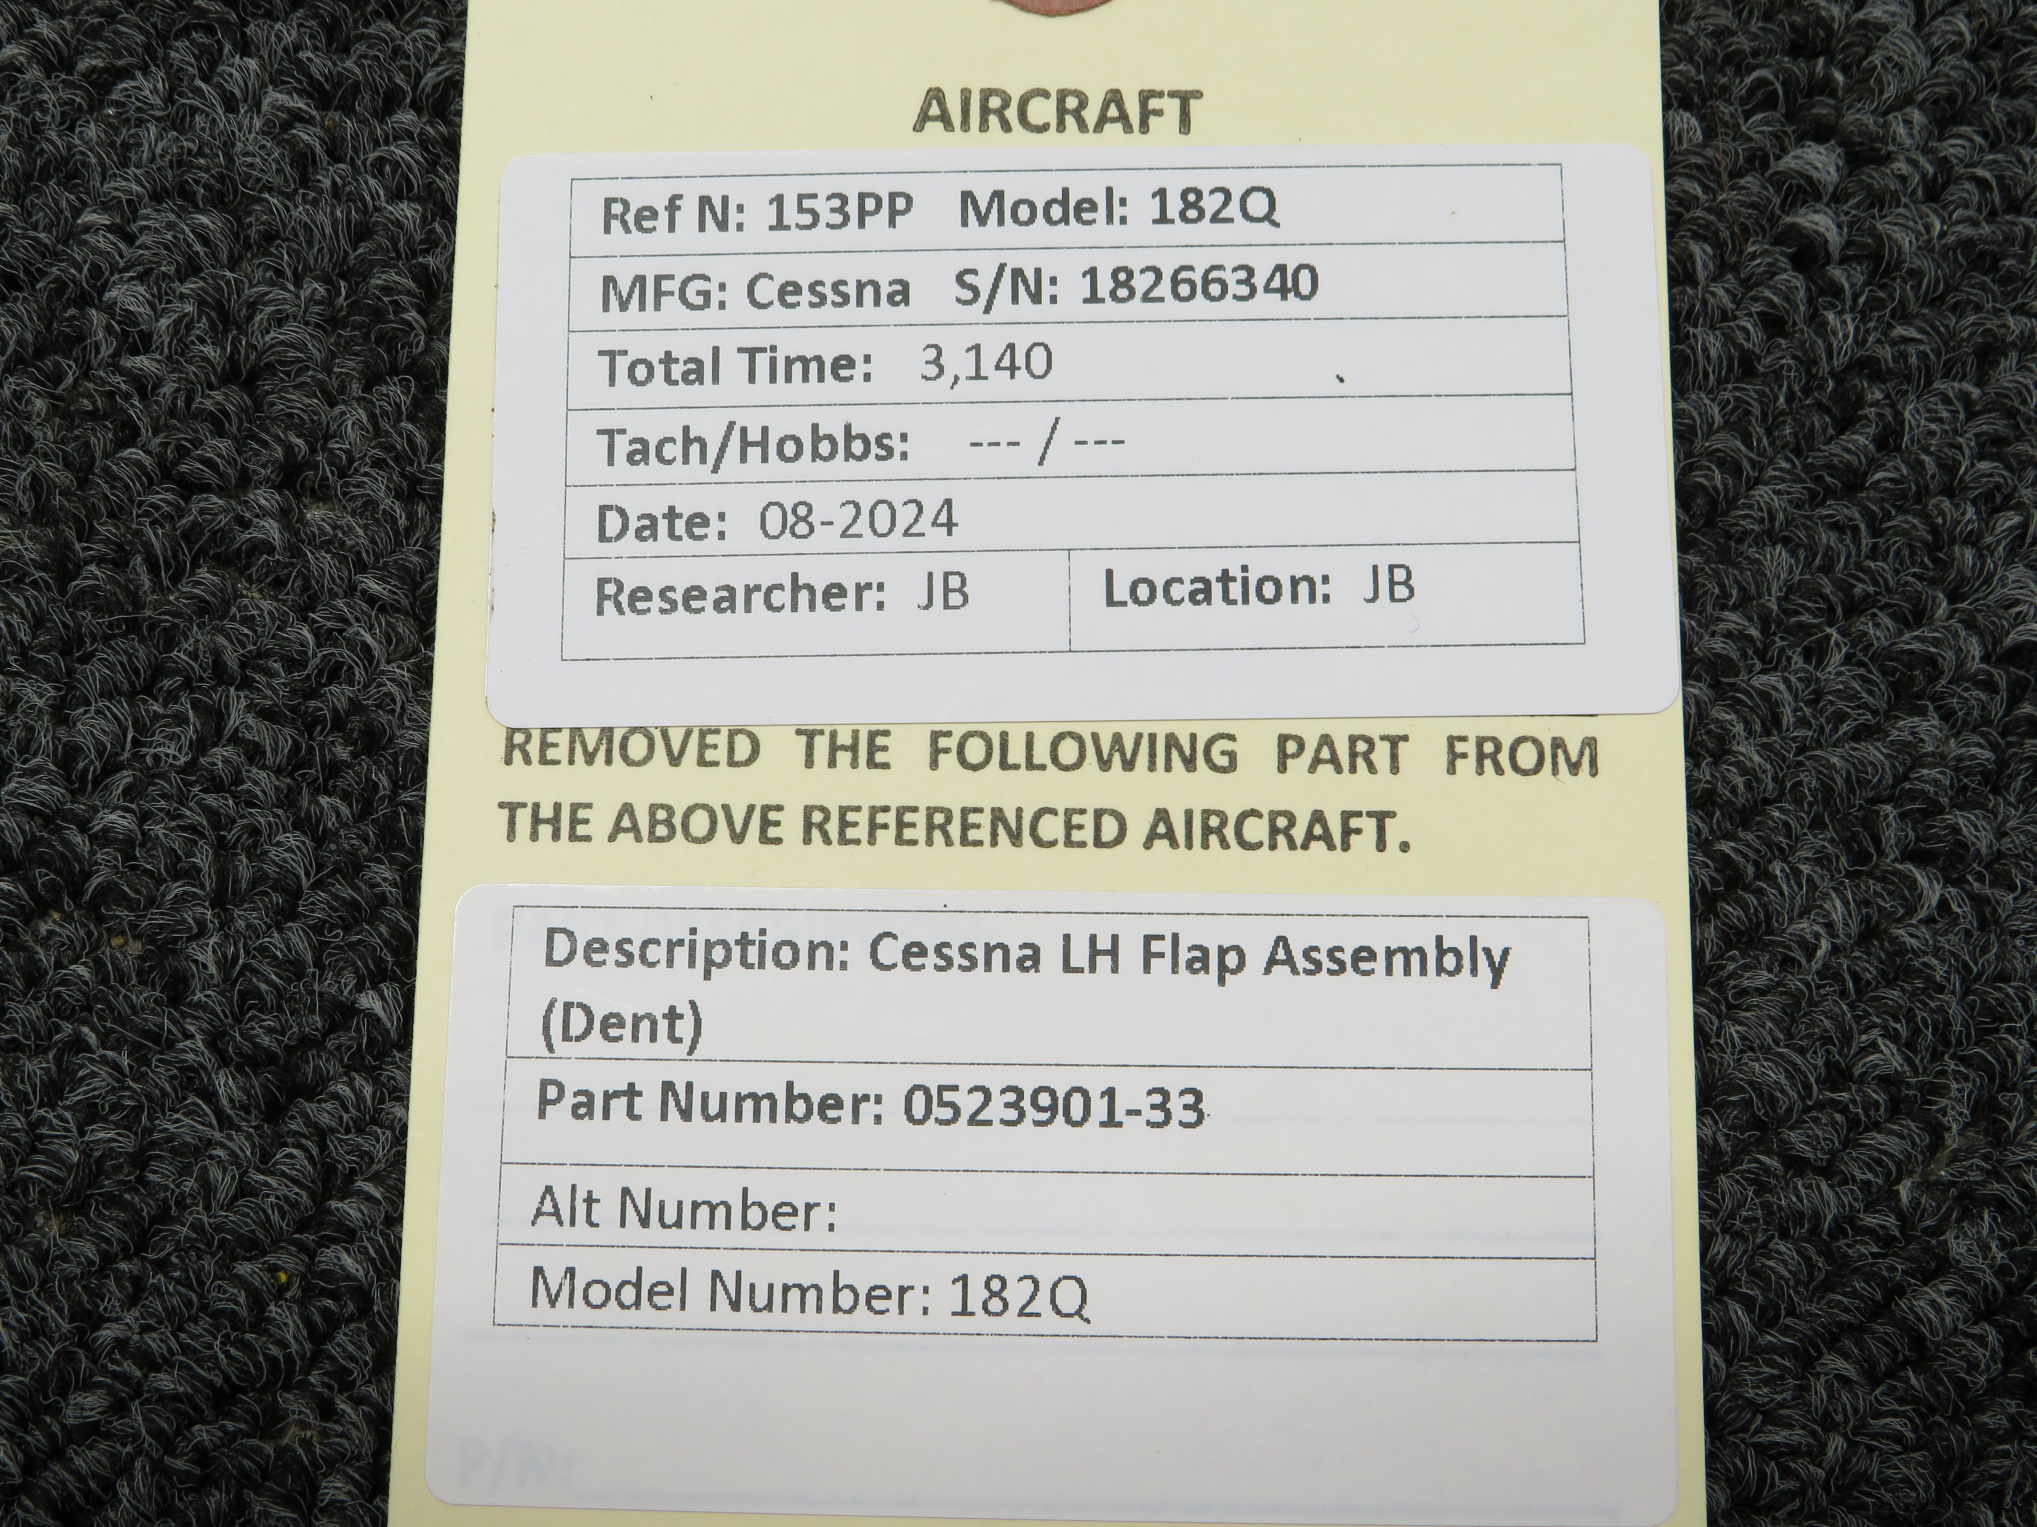 AIRCRAFT
Ref N: 153PP Model: 182Q
MFG: Cessna S/N: 18266340
Total Time: 3,140
Tach/Hobbs: --- / ---
Date: 08-2024
Researcher: JB Location: JB
REMOVED THE FOLLOWING PART FROM
THE ABOVE REFERENCED AIRCRAFT.
Description: Cessna LH Flap Assembly
(Dent)
Part Number: 0523901-33
Alt Number:
Model Number: 182Q
P/N: